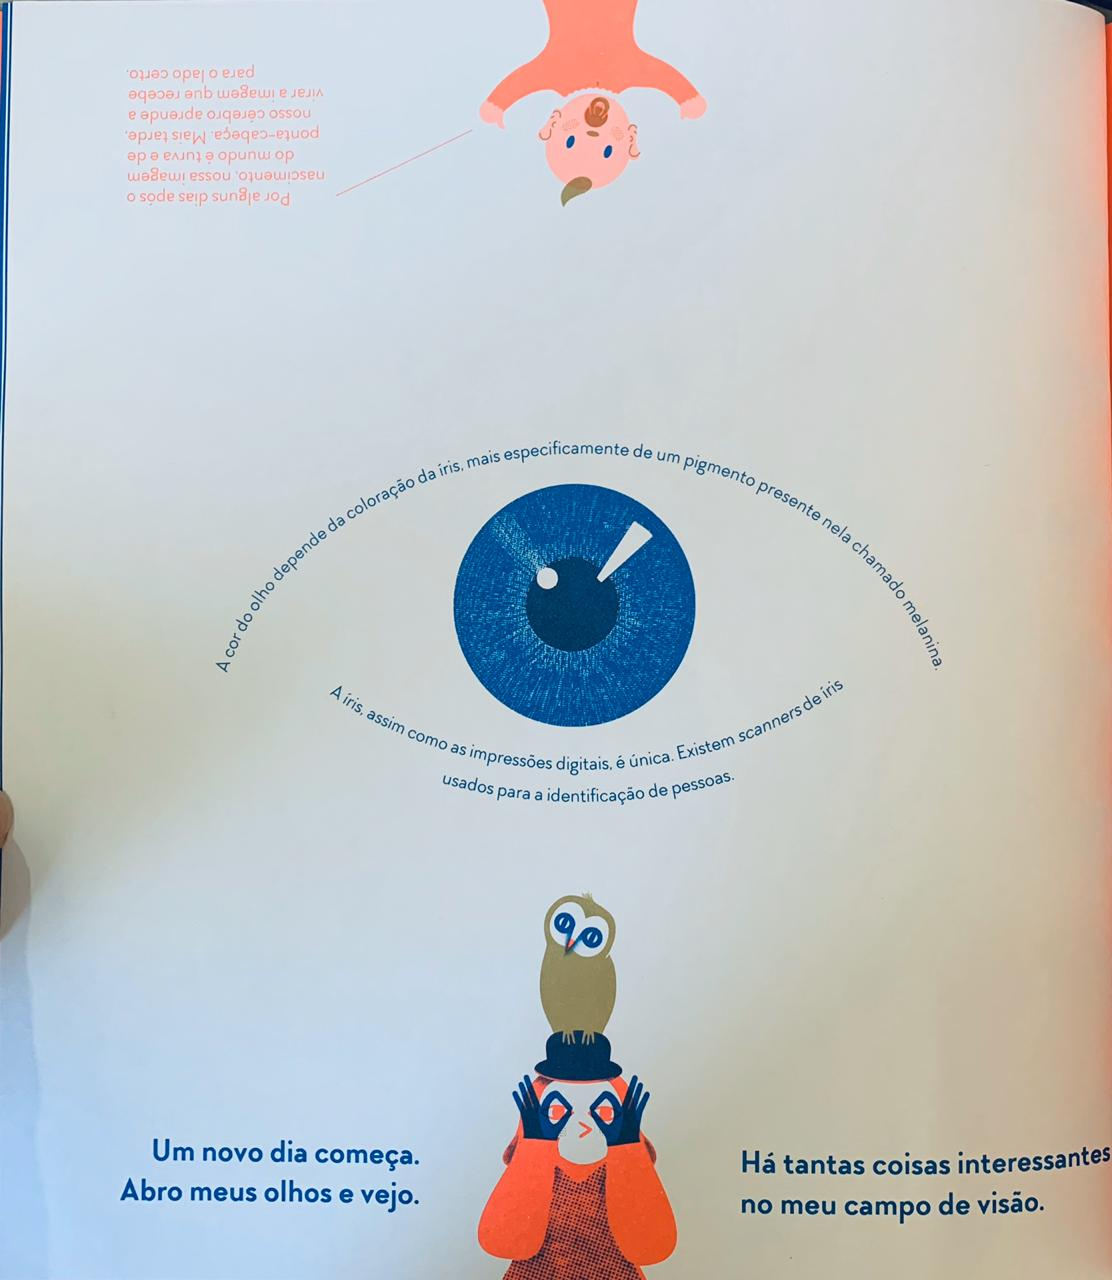 Por alguns dias após o
nascimento, nossa imagem
do mundo é turva e de
ponta-cabeça. Mais tarde,
nosso cérebro aprende a
virar a imagem que recebe
para o lado certo.
A cor do olho depende da coloração da íris, mais especificamente de um pigmento presente nela chamado melanina.
A íris, assim como as impressões digitais, é única. Existem scanners de íris
usados para a identificação de pessoas.
Um novo dia começa.
Abro meus olhos e vejo.
Há tantas coisas interessantes
no meu campo de visão.